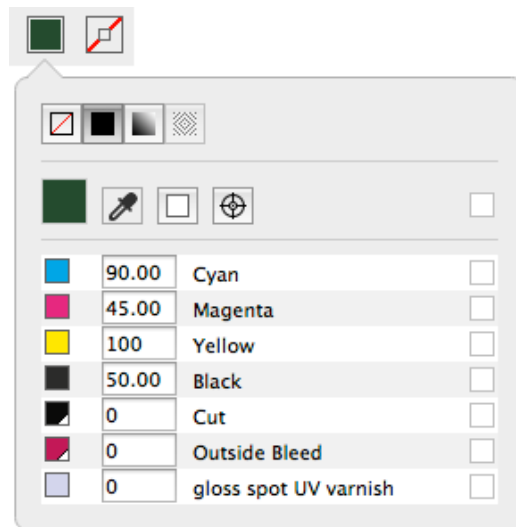 90.00 Cyan
45.00 Magenta
100 Yellow
50.00 Black
0 Cut
0 Outside Bleed
0 gloss spot UV varnish